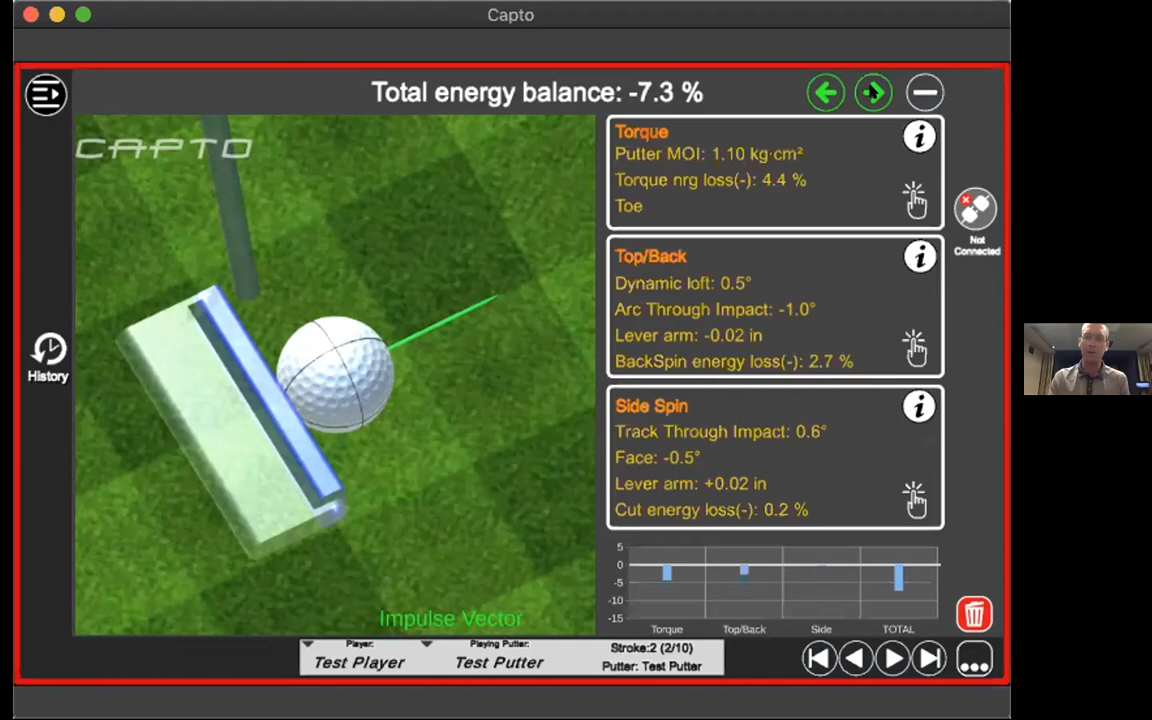 Capto
Total energy balance: -7.3 %
CAPTO
Torque
Putter MOI: 1.10 kg·cm²
Torque nrg loss(-): 4.4 %
Toe
Top/Back
Dynamic loft: 0.5°
Arc Through Impact: -1.0°
Lever arm: -0.02 in
BackSpin energy loss(-): 2.7 %
Side Spin
Track Through Impact: 0.6°
Face: -0.5°
Lever arm: +0.02 in
Cut energy loss(-): 0.2 %
Not
Connected
History
Impulse Vector
5
0
-5
-10
-15
Torque Top/Back Side TOTAL
Player: Playing Putter: Stroke:2 (2/10)
Test Player Test Putter Putter: Test Putter